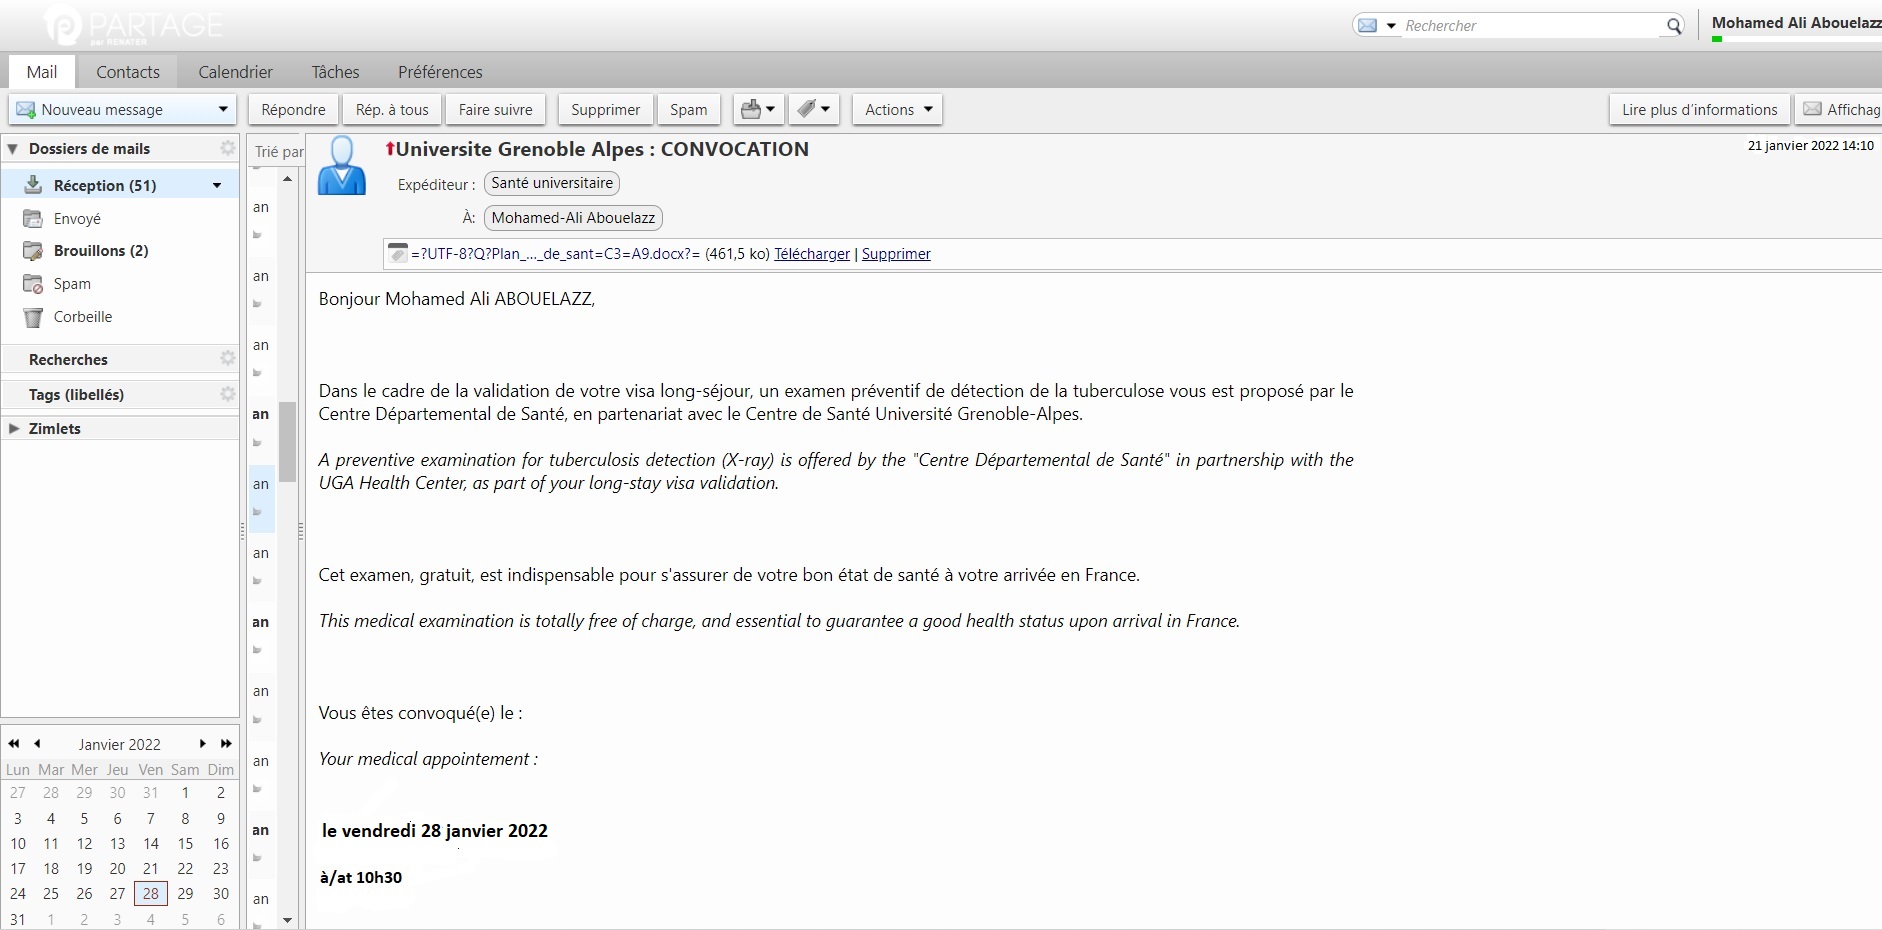 PARTAGE
par RENATER
Rechercher
Mohamed Ali Abouelazz
Mail Contacts Calendrier Tâches Préférences
Nouveau message Répondre Rép. à tous Faire suivre Supprimer Spam Actions Lire plus d'informations Affichag
Dossiers de mails
Réception (51)
Envoyé
Brouillons (2)
Spam
Corbeille
Recherches
Tags (libellés)
Zimlets
Janvier 2022
Lun Mar Mer Jeu Ven Sam Dim
27 28 29 30 31 1 2
3 4 5 6 7 8 9
10 11 12 13 14 15 16
17 18 19 20 21 22 23
24 25 26 27 28 29 30
31 1 2 3 4 5 6
Trié par
an
an
an
an
an
an
an
an
an
an
an
Universite Grenoble Alpes : CONVOCATION
21 janvier 2022 14:10
Expéditeur : Santé universitaire
À: Mohamed-Ali Abouelazz
=?UTF-8?Q?Plan_..._de_sant=C3=A9.docx?= (461,5 ko) Télécharger | Supprimer
Bonjour Mohamed Ali ABOUELAZZ,
Dans le cadre de la validation de votre visa long-séjour, un examen préventif de détection de la tuberculose vous est proposé par le
Centre Départemental de Santé, en partenariat avec le Centre de Santé Université Grenoble-Alpes.
A preventive examination for tuberculosis detection (X-ray) is offered by the "Centre Départemental de Santé" in partnership with the
UGA Health Center, as part of your long-stay visa validation.
Cet examen, gratuit, est indispensable pour s'assurer de votre bon état de santé à votre arrivée en France.
This medical examination is totally free of charge, and essential to guarantee a good health status upon arrival in France.
Vous êtes convoqué(e) le :
Your medical appointement :
le vendredi 28 janvier 2022
à/at 10h30